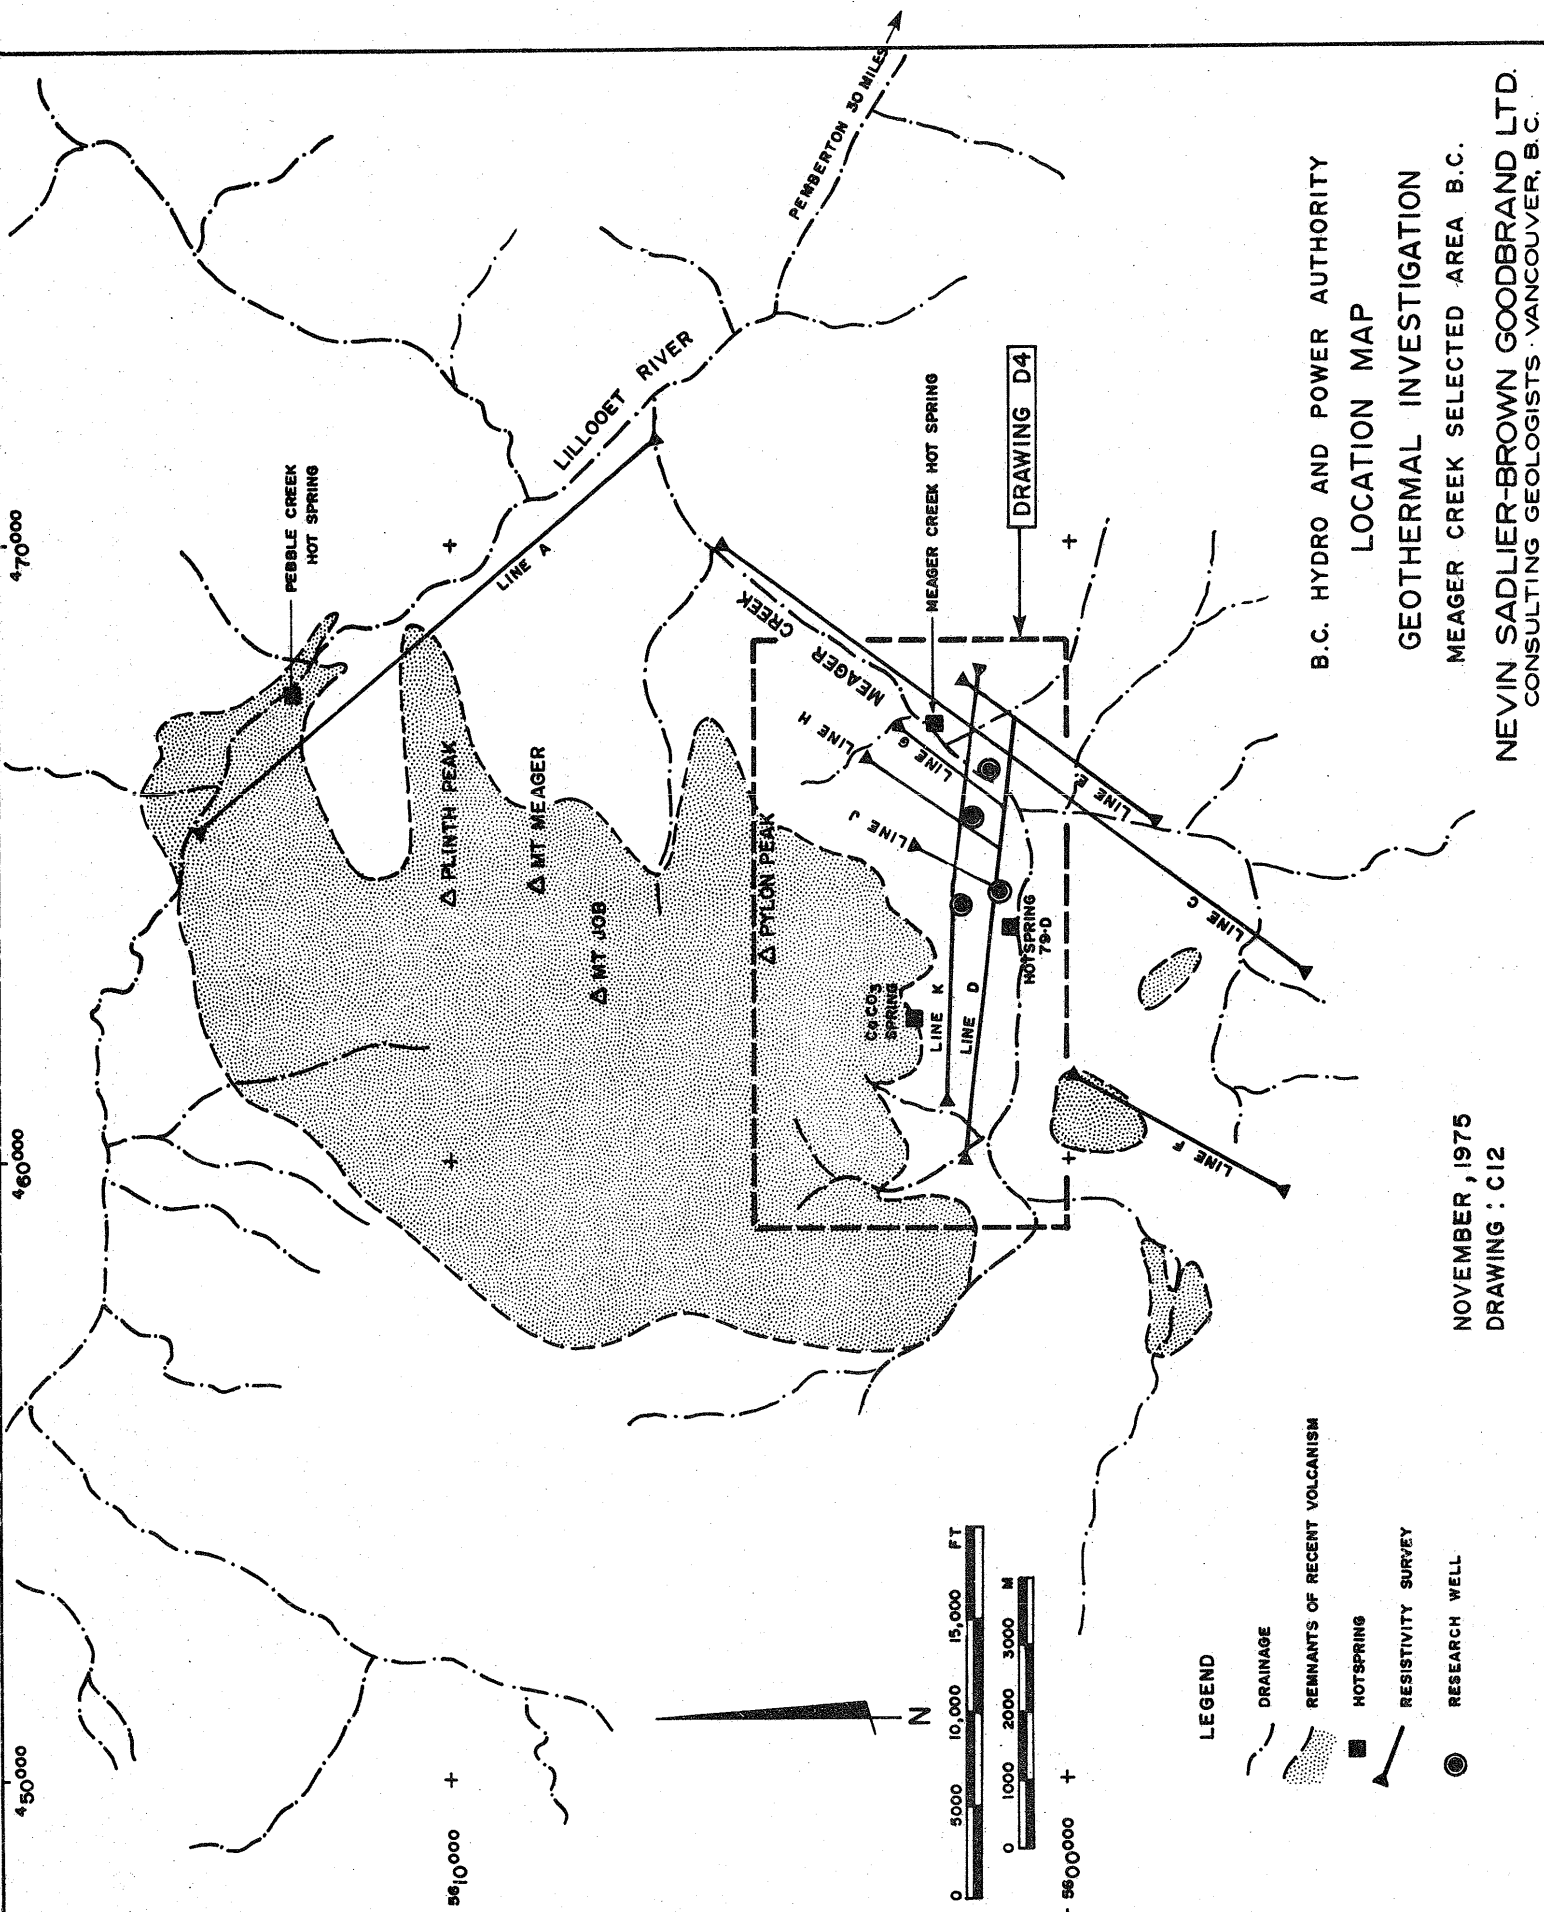 450000
460000
470000
5610000
5600000
PEBBLE CREEK
HOT SPRING
LINE A
LILLOOET RIVER
PEMBERTON 30 MILES
PLINTH PEAK
MT MEAGER
MT JOB
PYLON PEAK
MEAGER CREEK
MEAGER CREEK HOT SPRING
DRAWING D4
LINE H
LINE G
LINE J
CaCO3
SPRING
LINE K
LINE D
HOTSPRING
79-D
LINE E
LINE C
LINE F
N
0 5000 10,000 15,000 FT
0 1000 2000 3000 M
LEGEND
DRAINAGE
REMNANTS OF RECENT VOLCANISM
HOTSPRING
RESISTIVITY SURVEY
RESEARCH WELL
NOVEMBER, 1975
DRAWING : C12
B.C. HYDRO AND POWER AUTHORITY
LOCATION MAP
GEOTHERMAL INVESTIGATION
MEAGER CREEK SELECTED AREA B.C.
NEVIN SADLIER-BROWN GOODBRAND LTD.
CONSULTING GEOLOGISTS · VANCOUVER, B.C.